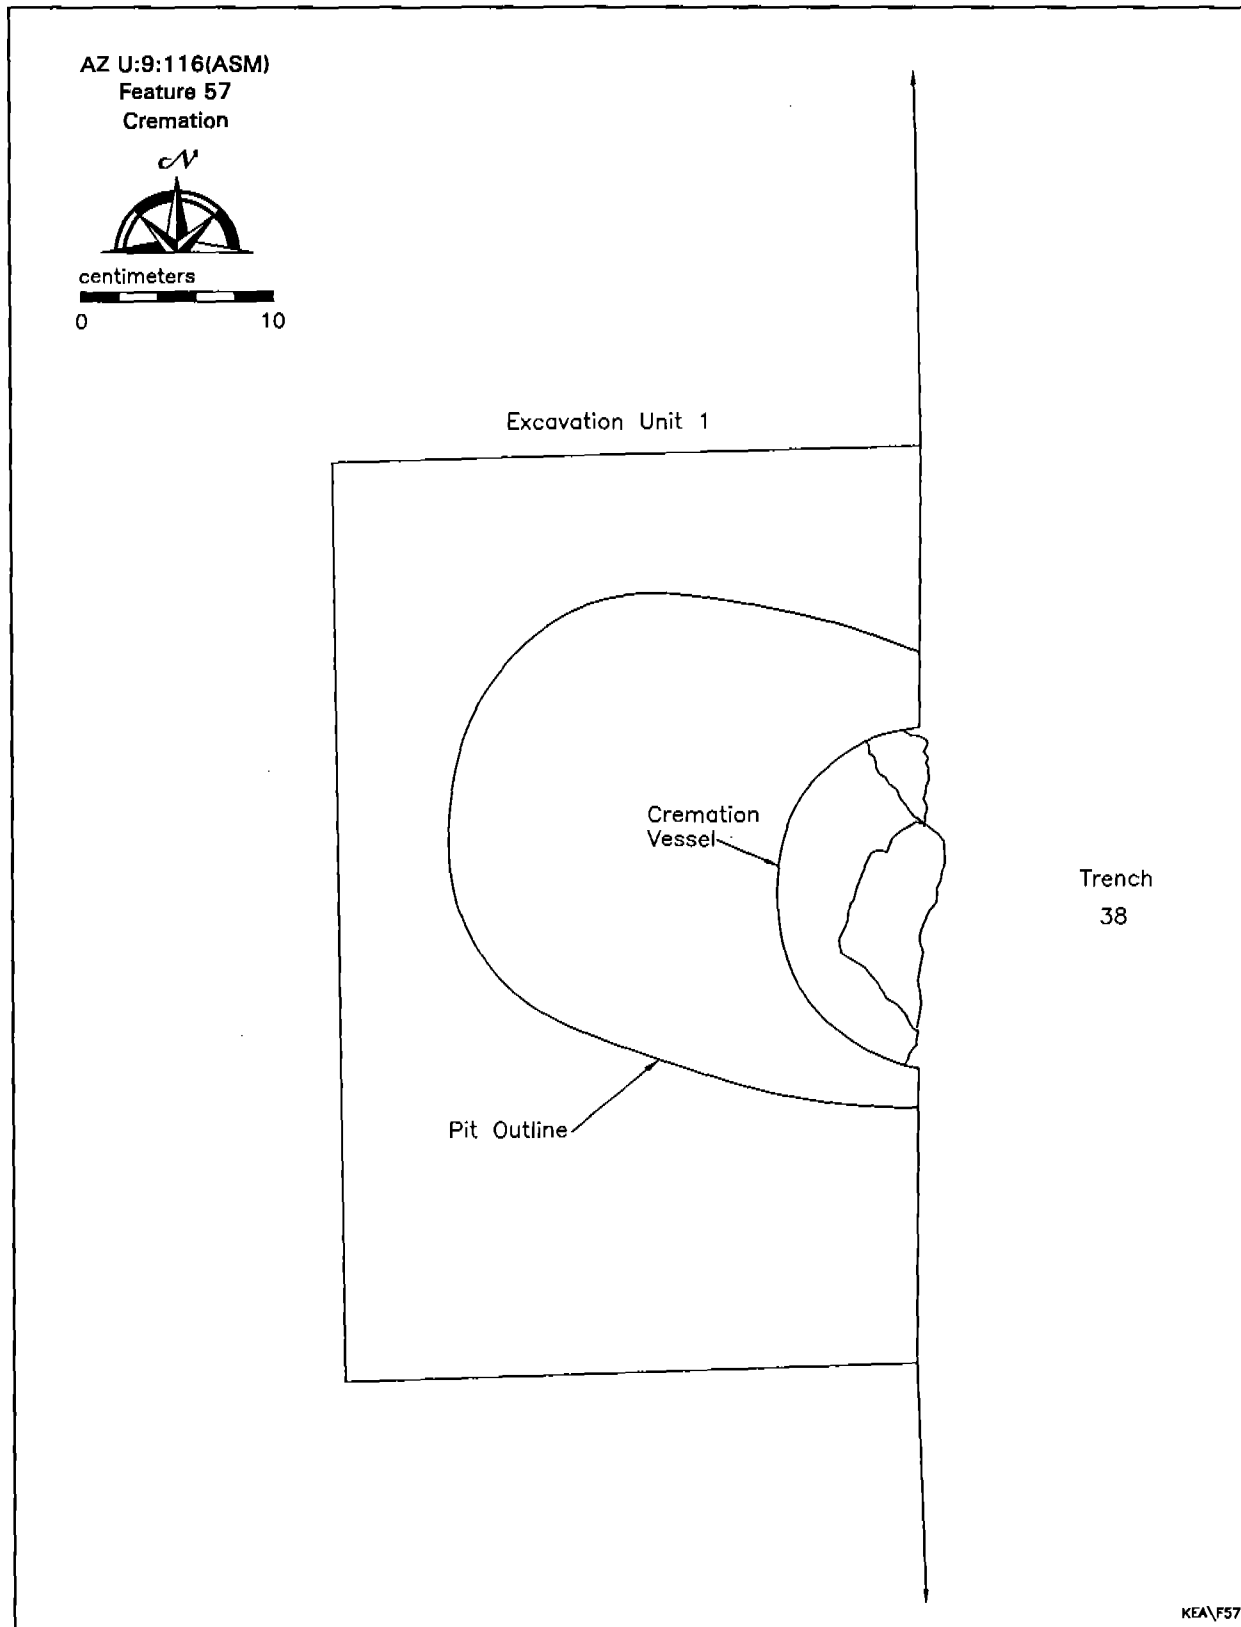 AZ U:9:116(ASM)
Feature 57
Cremation
N
centimeters
0 10
Excavation Unit 1
Cremation
Vessel
Trench
38
Pit Outline
KEA\F57